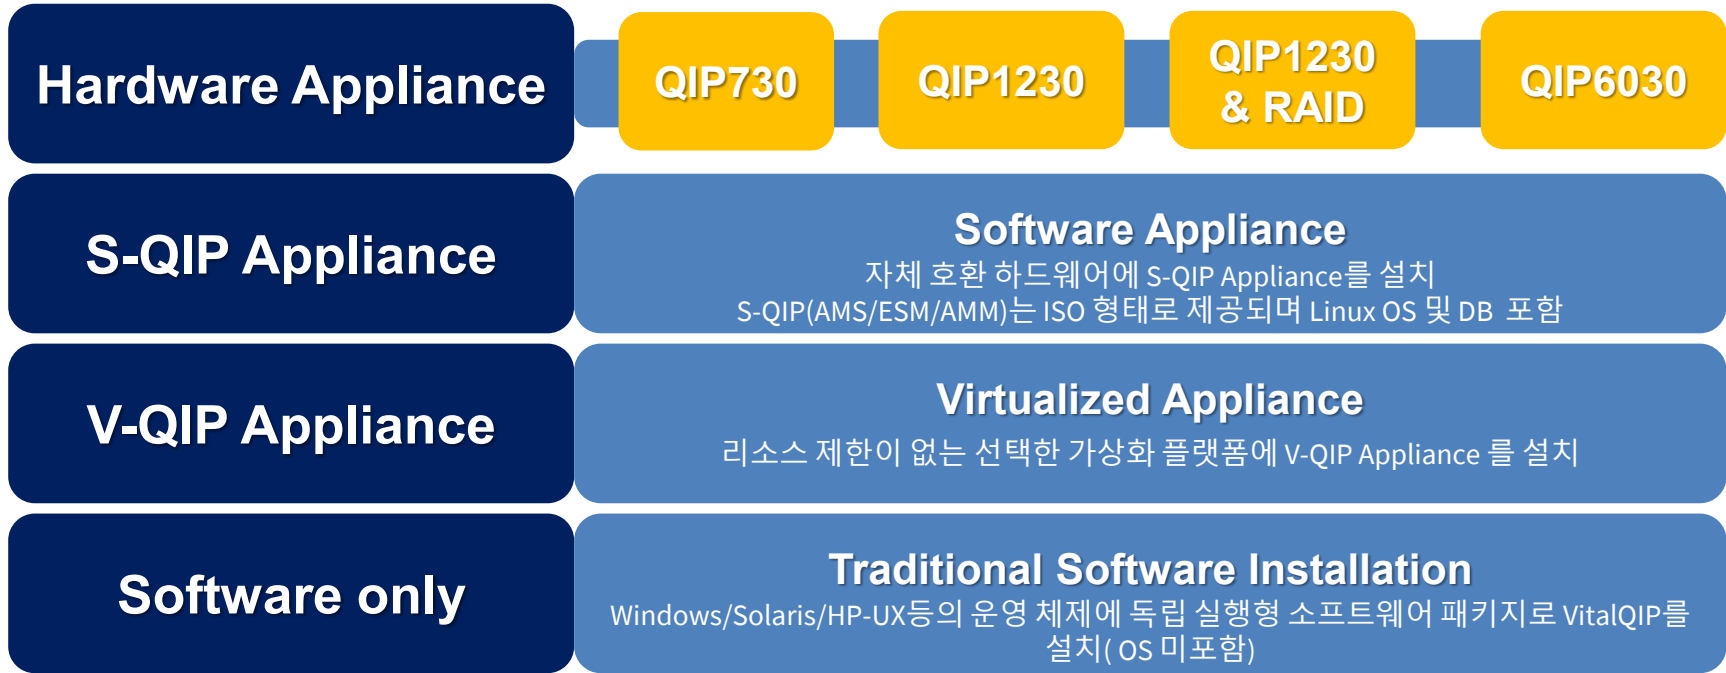 Hardware Appliance
QIP730
QIP1230
QIP1230
& RAID
QIP6030
S-QIP Appliance
Software Appliance
자체 호환 하드웨어에 S-QIP Appliance를 설치
S-QIP(AMS/ESM/AMM)는 ISO 형태로 제공되며 Linux OS 및 DB 포함
V-QIP Appliance
Virtualized Appliance
리소스 제한이 없는 선택한 가상화 플랫폼에 V-QIP Appliance 를 설치
Software only
Traditional Software Installation
Windows/Solaris/HP-UX등의 운영 체제에 독립 실행형 소프트웨어 패키지로 VitalQIP를
설치( OS 미포함)